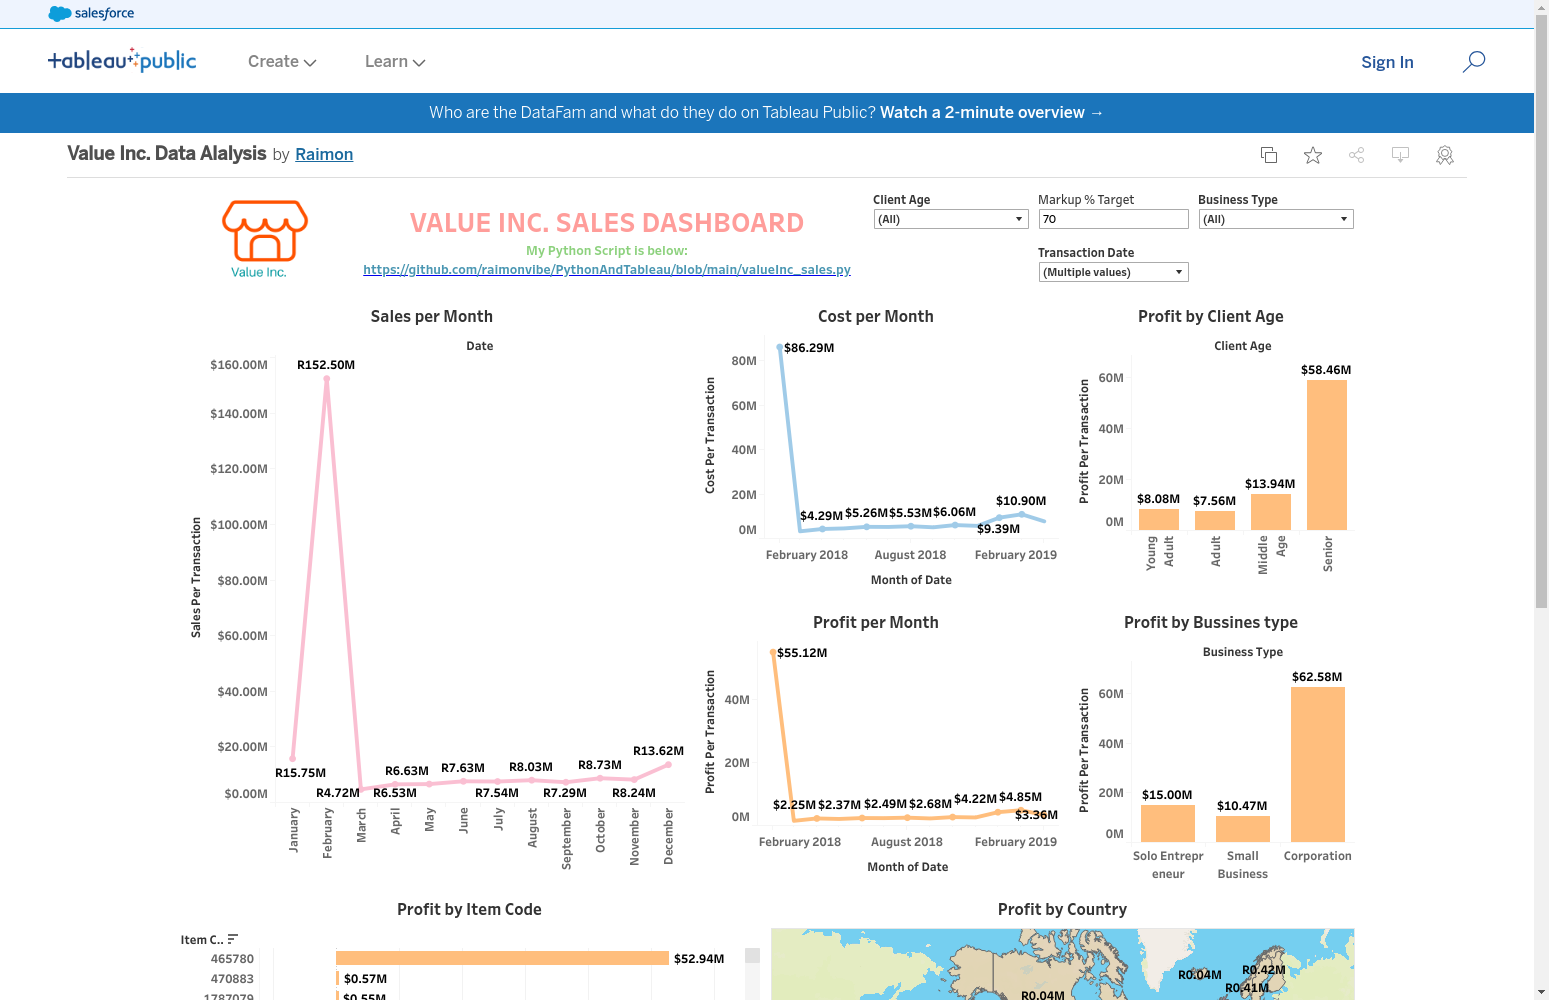 salesforce
+ableau+public
Create
Learn
Sign In
Who are the DataFam and what do they do on Tableau Public? Watch a 2-minute overview →
Value Inc. Data Alalysis by Raimon
Value Inc.
VALUE INC. SALES DASHBOARD
My Python Script is below:
https://github.com/raimonvibe/PythonAndTableau/blob/main/valueInc_sales.py
Client Age
(All)
Markup % Target
70
Business Type
(All)
Transaction Date
(Multiple values)
Sales per Month
Date
Sales Per Transaction
$160.00M
$140.00M
$120.00M
$100.00M
$80.00M
$60.00M
$40.00M
$20.00M
$0.00M
R15.75M
R152.50M
R4.72M
R6.63M
R6.53M
R7.63M
R7.54M
R8.03M
R7.29M
R8.73M
R8.24M
R13.62M
January
February
March
April
May
June
July
August
September
October
November
December
Cost per Month
Cost Per Transaction
80M
60M
40M
20M
0M
$86.29M
$4.29M
$5.26M
$5.53M
$6.06M
$9.39M
$10.90M
February 2018
August 2018
February 2019
Month of Date
Profit by Client Age
Client Age
Profit Per Transaction
60M
40M
20M
0M
$8.08M
$7.56M
$13.94M
$58.46M
Young
Adult
Adult
Middle
Age
Senior
Profit per Month
Profit Per Transaction
40M
20M
0M
$55.12M
$2.25M
$2.37M
$2.49M
$2.68M
$4.22M
$4.85M
$3.36M
February 2018
August 2018
February 2019
Month of Date
Profit by Bussines type
Business Type
Profit Per Transaction
60M
40M
20M
0M
$15.00M
$10.47M
$62.58M
Solo Entrepr
eneur
Small
Business
Corporation
Profit by Item Code
Item C..
465780
$52.94M
470883
$0.57M
1787079
$0.55M
Profit by Country
R0.04M
R0.42M
R0.41M
R0.04M